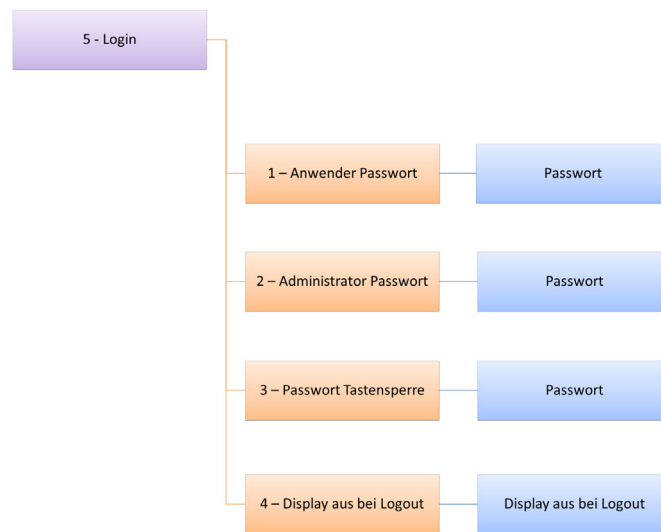 5 - Login
1 – Anwender Passwort
Passwort
2 – Administrator Passwort
Passwort
3 – Passwort Tastensperre
Passwort
4 – Display aus bei Logout
Display aus bei Logout